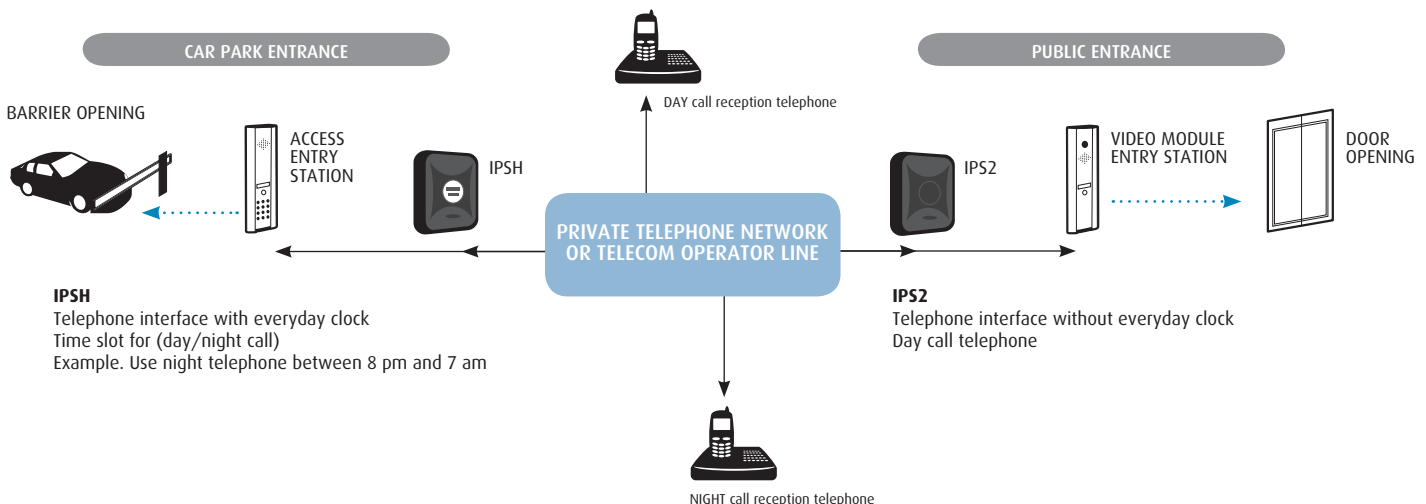 CAR PARK ENTRANCE
PUBLIC ENTRANCE
DAY call reception telephone
BARRIER OPENING
ACCESS
ENTRY
STATION
IPSH
IPS2
VIDEO MODULE
ENTRY STATION
DOOR
OPENING
PRIVATE TELEPHONE NETWORK
OR TELECOM OPERATOR LINE
IPSH
Telephone interface with everyday clock
Time slot for (day/night call)
Example. Use night telephone between 8 pm and 7 am
IPS2
Telephone interface without everyday clock
Day call telephone
NIGHT call reception telephone